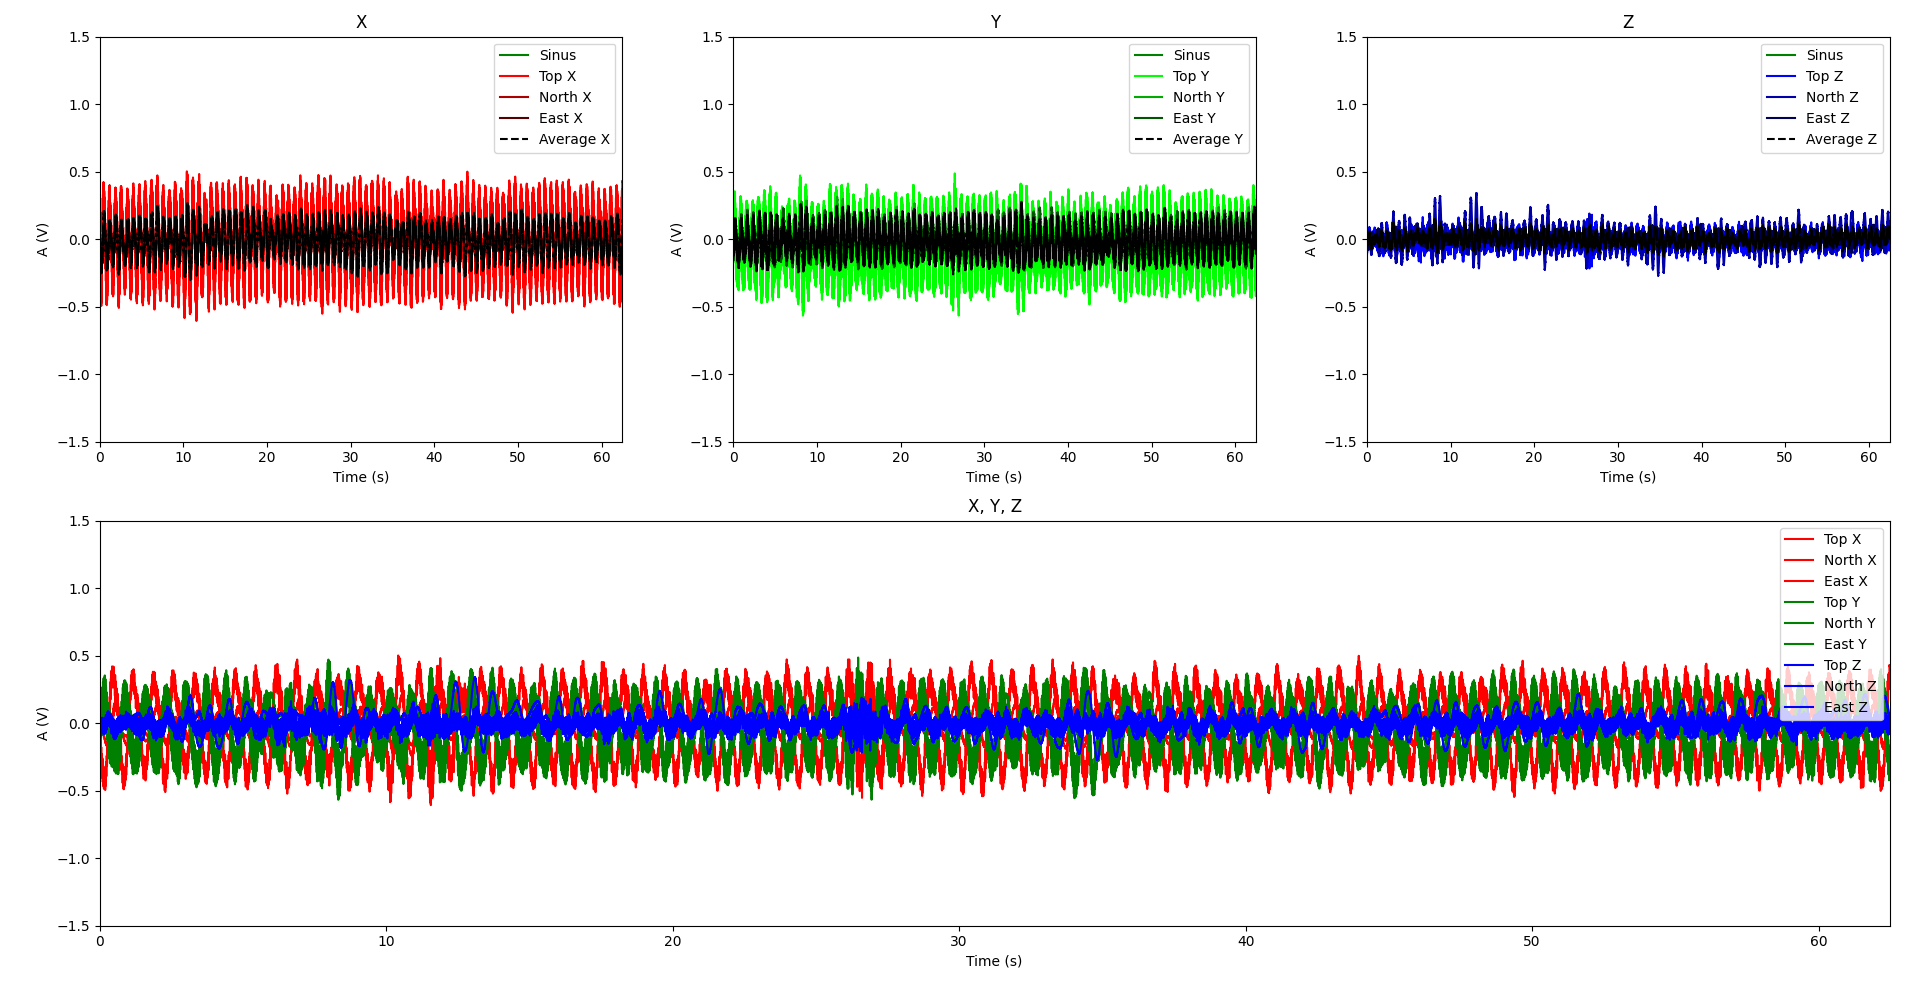 X
1.5
1.0
0.5
0.0
−0.5
−1.0
−1.5
A (V)
0 10 20 30 40 50 60
Time (s)
Sinus
Top X
North X
East X
Average X
Y
1.5
1.0
0.5
0.0
−0.5
−1.0
−1.5
A (V)
0 10 20 30 40 50 60
Time (s)
Sinus
Top Y
North Y
East Y
Average Y
Z
1.5
1.0
0.5
0.0
−0.5
−1.0
−1.5
A (V)
0 10 20 30 40 50 60
Time (s)
Sinus
Top Z
North Z
East Z
Average Z
X, Y, Z
1.5
1.0
0.5
0.0
−0.5
−1.0
−1.5
A (V)
0 10 20 30 40 50 60
Time (s)
Top X
North X
East X
Top Y
North Y
East Y
Top Z
North Z
East Z